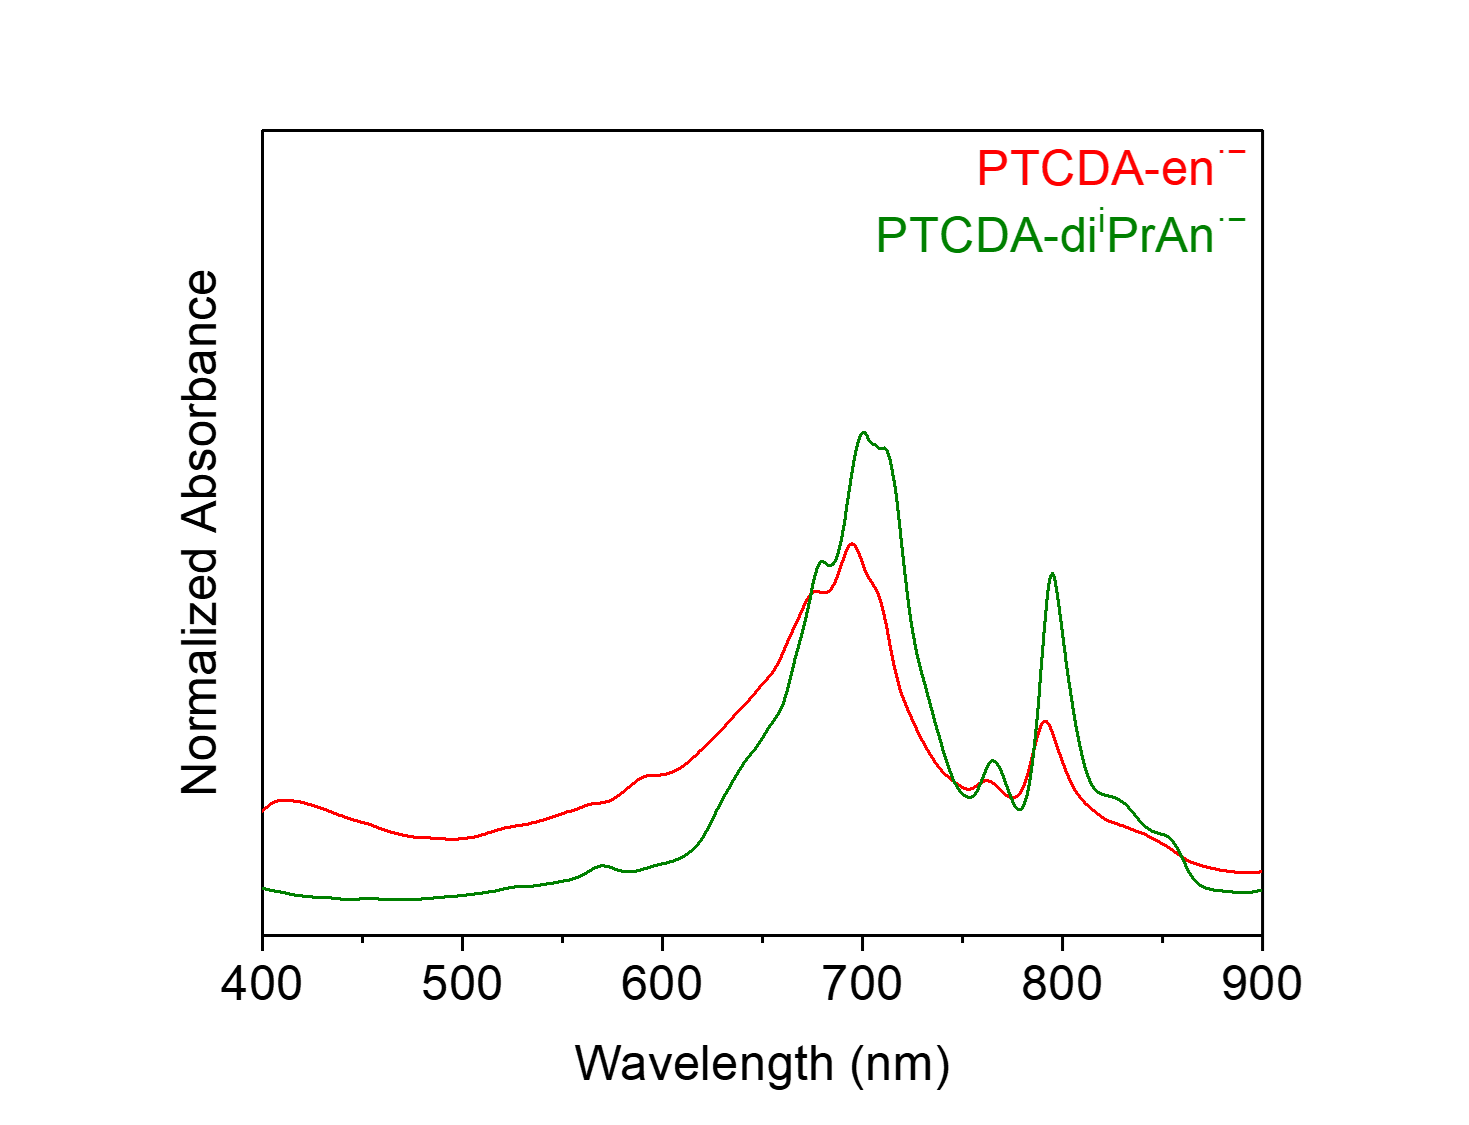 PTCDA-en˙⁻
PTCDA-diⁱPrAn˙⁻
Normalized Absorbance
400 500 600 700 800 900
Wavelength (nm)